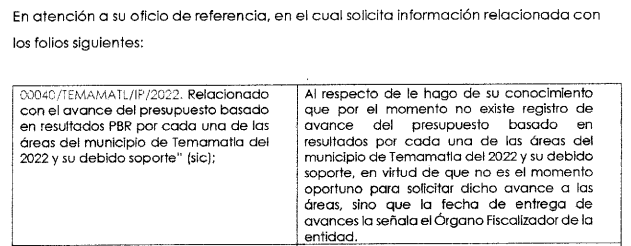 En atención a su oficio de referencia, en el cual solicita información relacionada con
los folios siguientes:
00040/TEMAMATL/IP/2022. Relacionado
con el avance del presupuesto basado
en resultados PBR por cada una de las
áreas del municipio de Temamatla del
2022 y su debido soporte" (sic);
Al respecto de le hago de su conocimiento
que por el momento no existe registro de
avance del presupuesto basado en
resultados por cada una de las áreas del
municipio de Temamatla del 2022 y su debido
soporte, en virtud de que no es el momento
oportuno para solicitar dicho avance a las
áreas, sino que la fecha de entrega de
avances la señala el Órgano Fiscalizador de la
entidad.